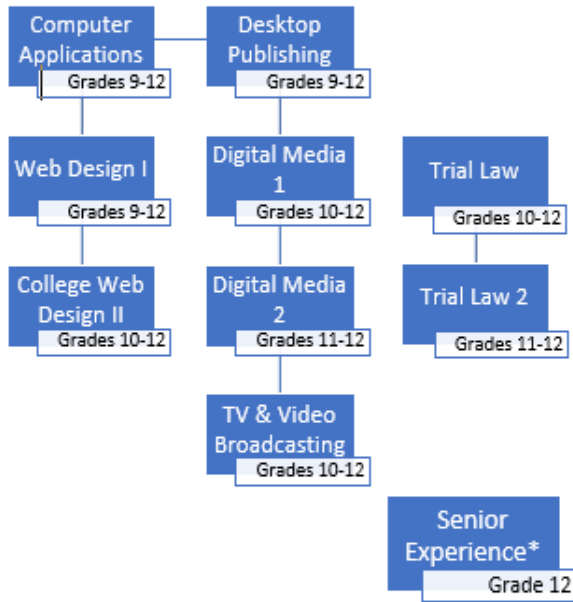 Computer
Applications
Grades 9-12
Desktop
Publishing
Grades 9-12
Web Design I
Grades 9-12
Digital Media
1
Grades 10-12
Trial Law
Grades 10-12
College Web
Design II
Grades 10-12
Digital Media
2
Grades 11-12
Trial Law 2
Grades 11-12
TV & Video
Broadcasting
Grades 10-12
Senior
Experience*
Grade 12